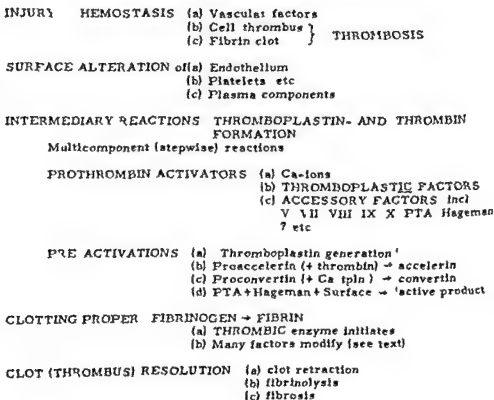 INJURY HEMOSTASIS (a) Vascular factors
(b) Cell thrombus
(c) Fibrin clot } THROMBOSIS
SURFACE ALTERATION of(a) Endothelium
(b) Platelets etc
(c) Plasma components
INTERMEDIARY REACTIONS THROMBOPLASTIN- AND THROMBIN
FORMATION
Multicomponent (stepwise) reactions
PROTHROMBIN ACTIVATORS (a) Ca-ions
(b) THROMBOPLASTIC FACTORS
(c) ACCESSORY FACTORS incl
V VII VIII IX X PTA Hageman
? etc
PRE ACTIVATIONS (a) Thromboplastin generation'
(b) Proaccelerin (+ thrombin) → accelerin
(c) Proconvertin (+ Ca tpln) → convertin
(d) PTA+Hageman+Surface → 'active product
CLOTTING PROPER FIBRINOGEN → FIBRIN
(a) THROMBIC enzyme initiates
(b) Many factors modify (see text)
CLOT (THROMBUS) RESOLUTION (a) clot retraction
(b) fibrinolysis
(c) fibrosis